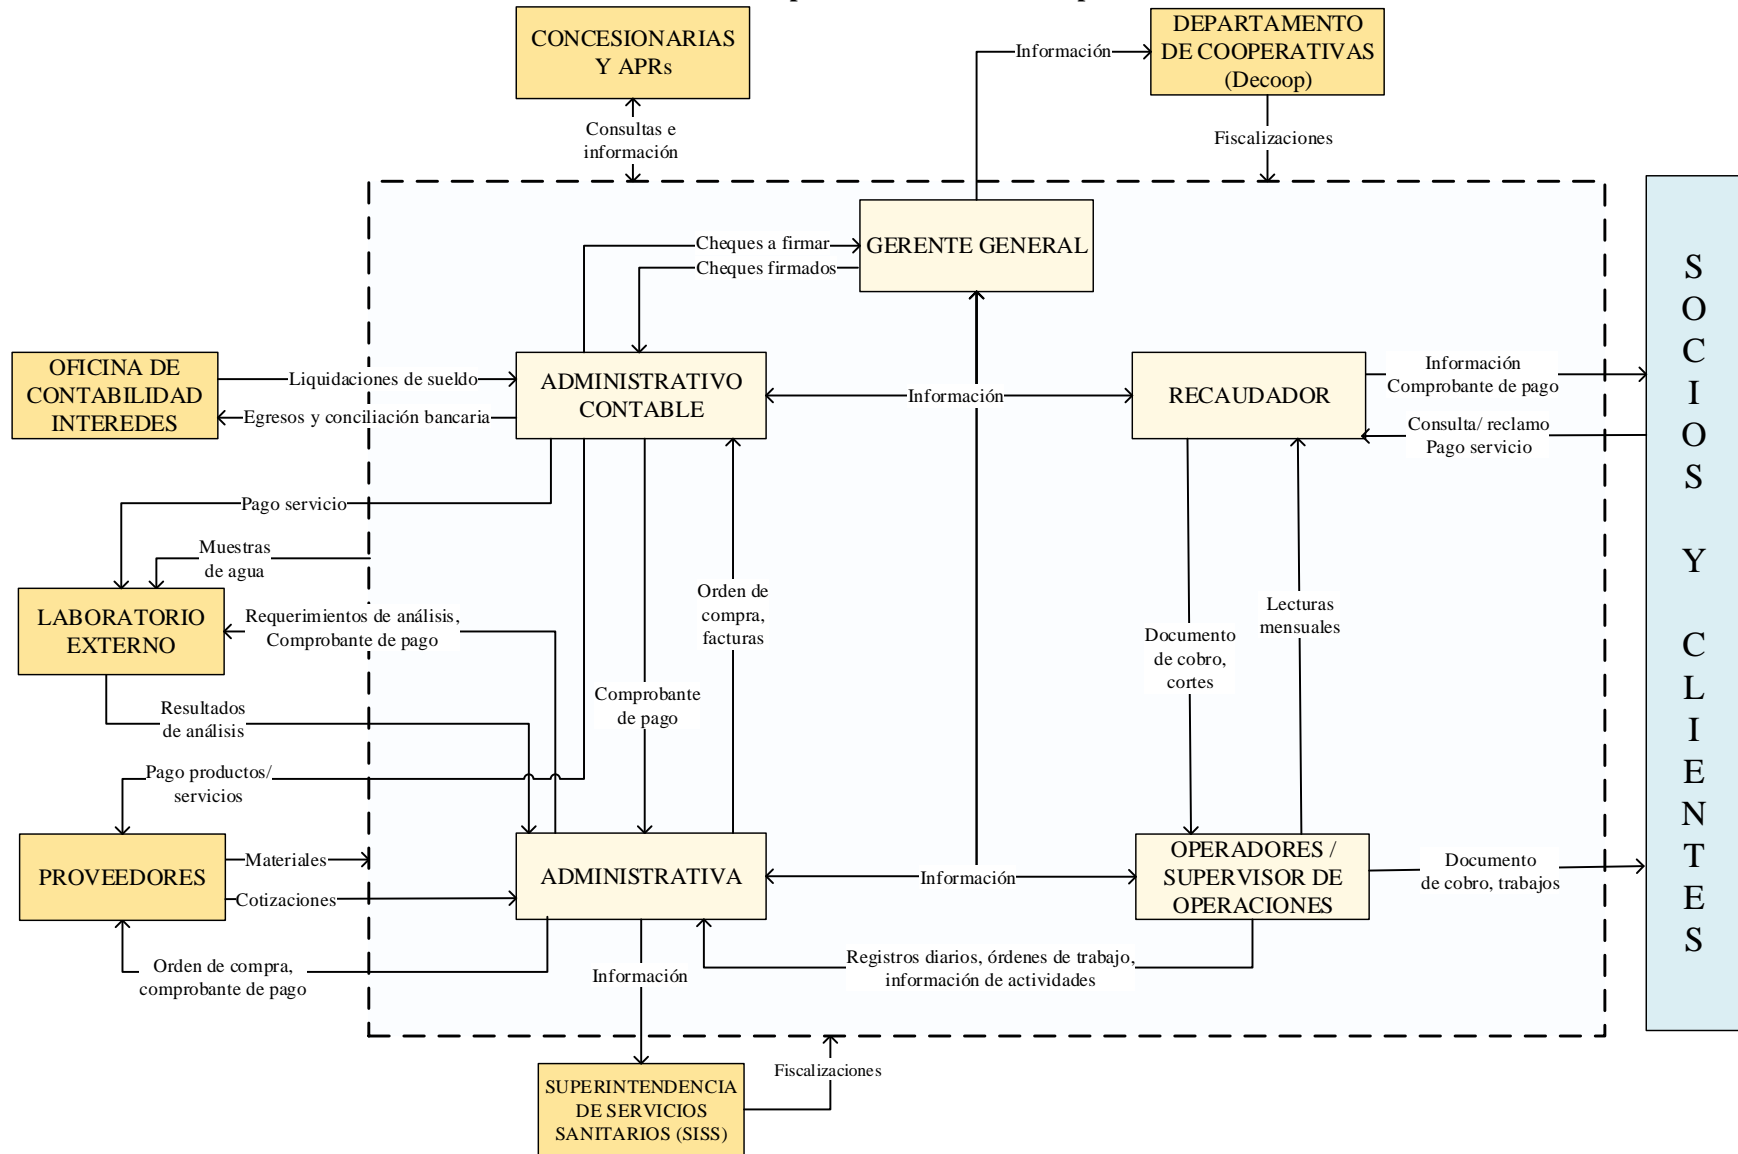 CONCESIONARIAS
Y APRs
DEPARTAMENTO
DE COOPERATIVAS
(Decoop)
Información
Consultas e
información
Fiscalizaciones
GERENTE GENERAL
Cheques a firmar
Cheques firmados
OFICINA DE
CONTABILIDAD
INTEREDES
Liquidaciones de sueldo
Egresos y conciliación bancaria
ADMINISTRATIVO
CONTABLE
Información
RECAUDADOR
Información
Comprobante de pago
Consulta/ reclamo
Pago servicio
SOCIOS Y CLIENTES
Pago servicio
Muestras
de agua
LABORATORIO
EXTERNO
Requerimientos de análisis,
Comprobante de pago
Orden de
compra,
facturas
Lecturas
mensuales
Documento
de cobro,
cortes
Comprobante
de pago
Resultados
de análisis
Pago productos/
servicios
PROVEEDORES
Materiales
Cotizaciones
ADMINISTRATIVA
Información
OPERADORES /
SUPERVISOR DE
OPERACIONES
Documento
de cobro, trabajos
Orden de compra,
comprobante de pago
Información
Registros diarios, órdenes de trabajo,
información de actividades
SUPERINTENDENCIA
DE SERVICIOS
SANITARIOS (SISS)
Fiscalizaciones